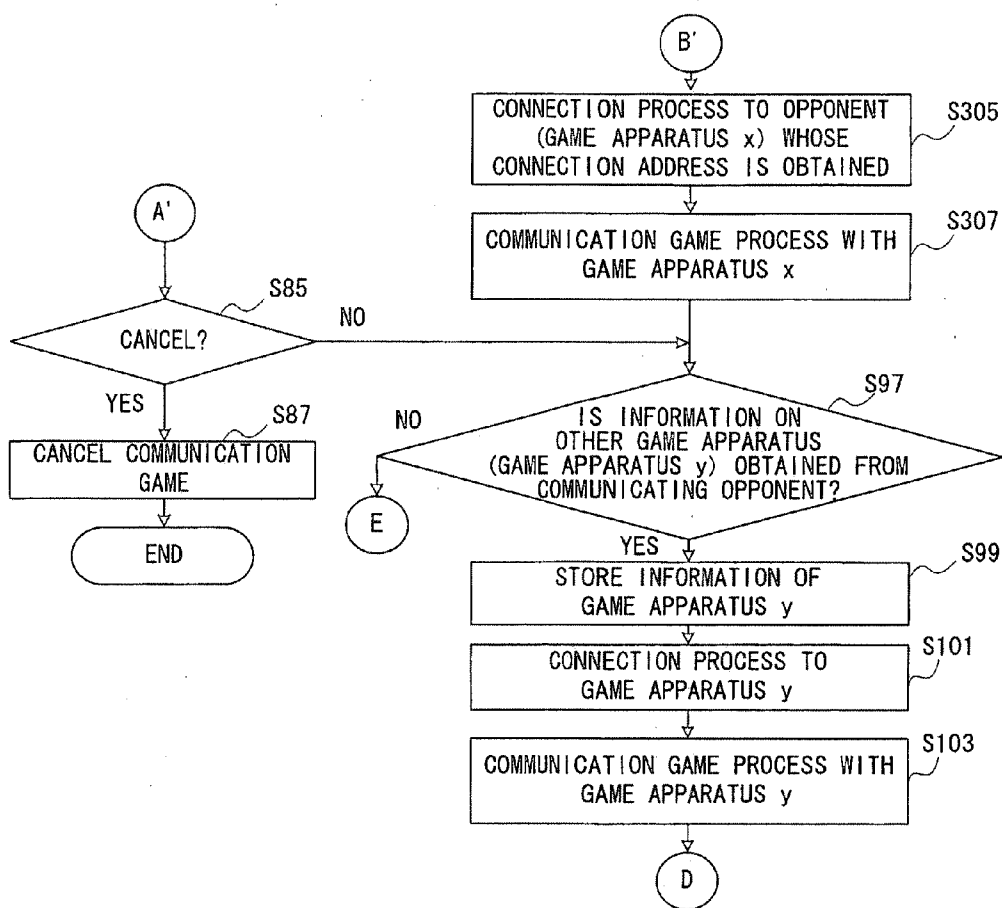 B'
CONNECTION PROCESS TO OPPONENT
(GAME APPARATUS x) WHOSE
CONNECTION ADDRESS IS OBTAINED
S305
COMMUNICATION GAME PROCESS WITH
GAME APPARATUS x
S307
A'
CANCEL?
S85
NO
YES
CANCEL COMMUNICATION
GAME
S87
END
IS INFORMATION ON
OTHER GAME APPARATUS
(GAME APPARATUS y) OBTAINED FROM
COMMUNICATING OPPONENT?
S97
NO
E
YES
STORE INFORMATION OF
GAME APPARATUS y
S99
CONNECTION PROCESS TO
GAME APPARATUS y
S101
COMMUNICATION GAME PROCESS WITH
GAME APPARATUS y
S103
D